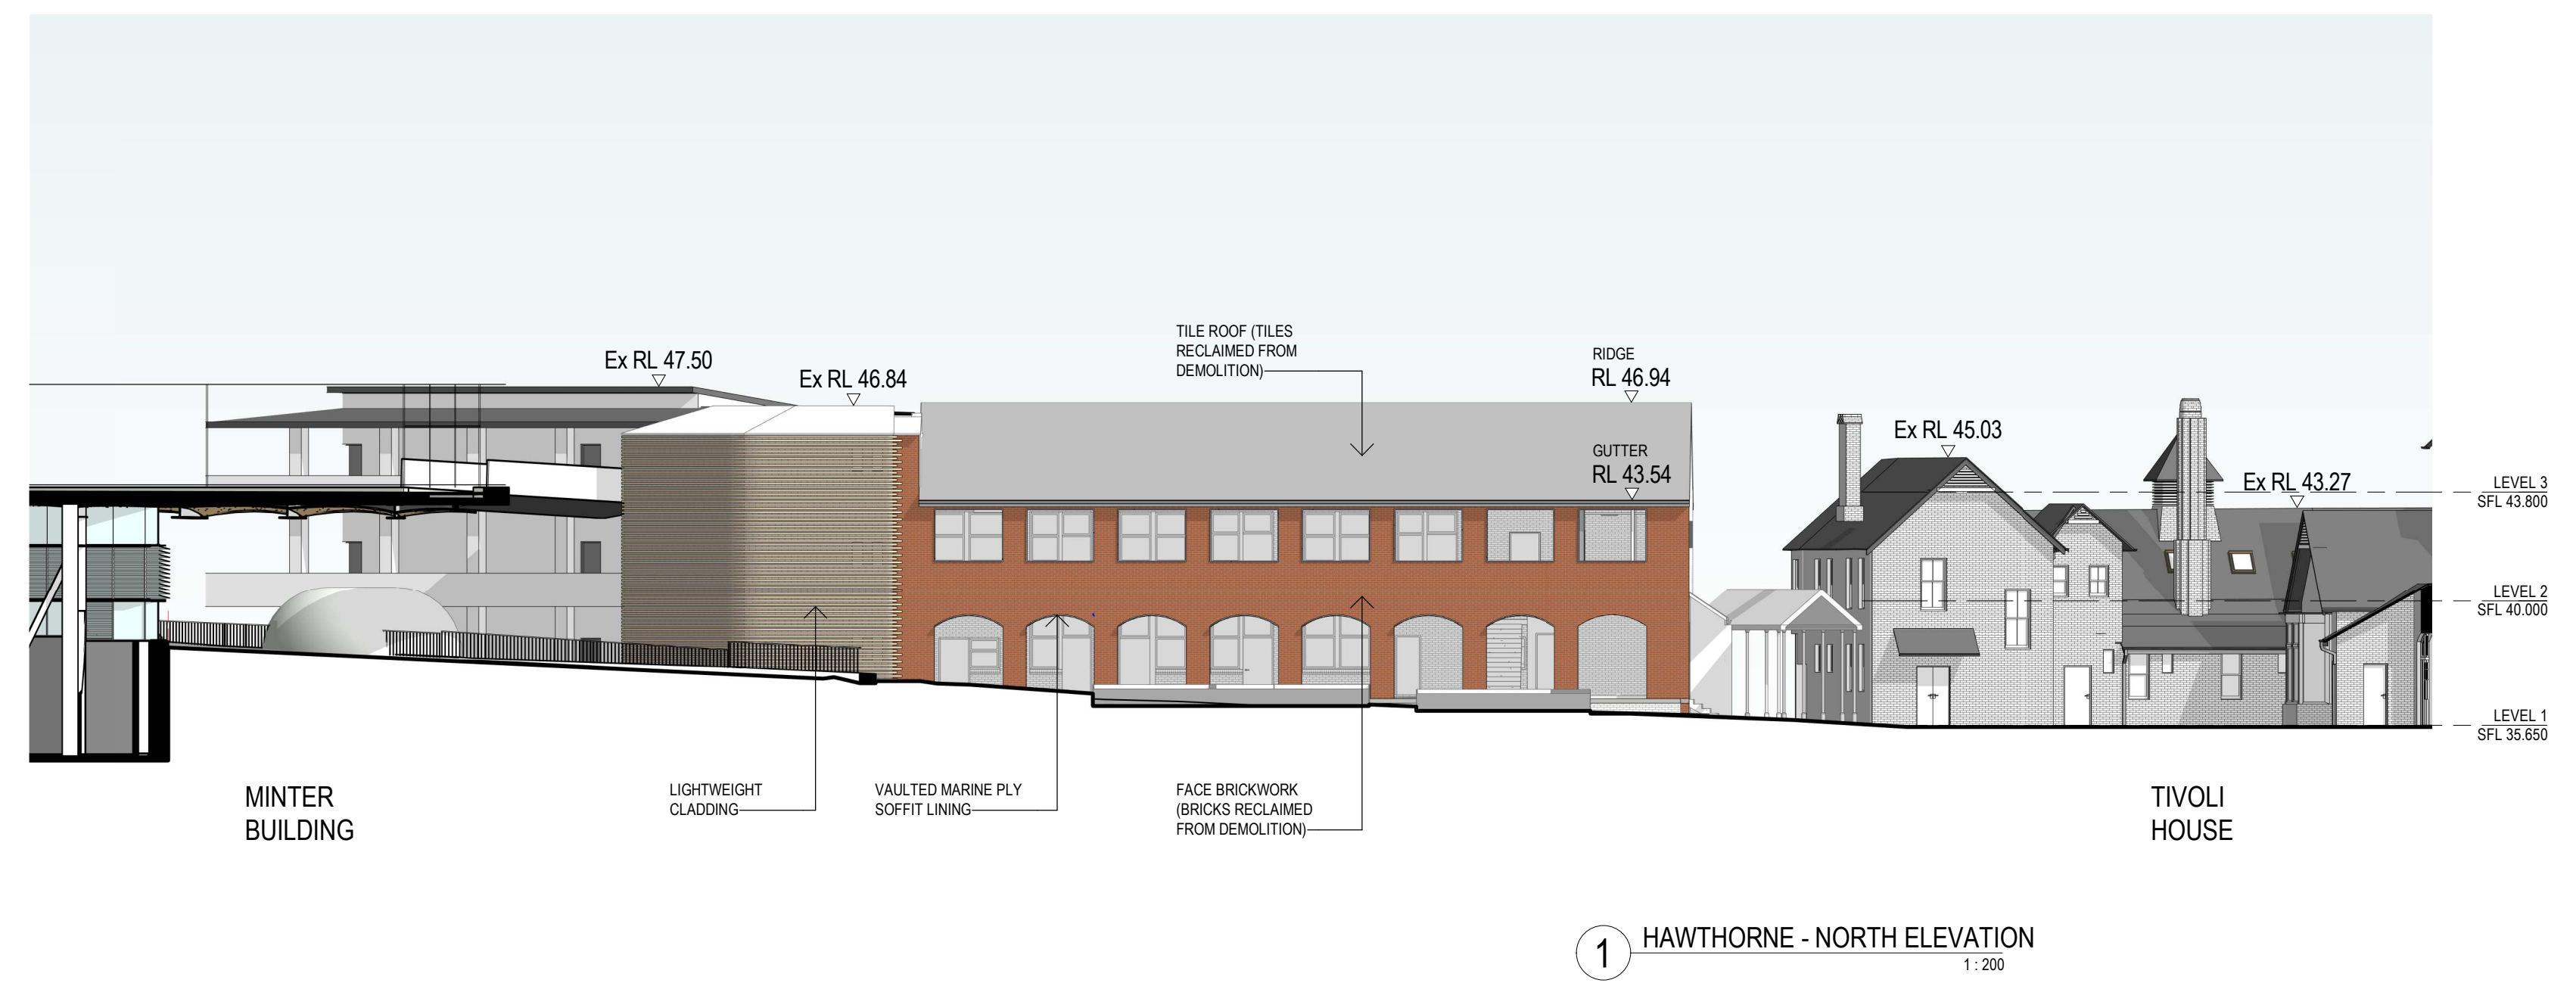 TILE ROOF (TILES
RECLAIMED FROM
DEMOLITION)
Ex RL 47.50
Ex RL 46.84
RIDGE
RL 46.94
GUTTER
RL 43.54
Ex RL 45.03
Ex RL 43.27
LEVEL 3
SFL 43.800
LEVEL 2
SFL 40.000
LEVEL 1
SFL 35.650
MINTER
BUILDING
LIGHTWEIGHT
CLADDING
VAULTED MARINE PLY
SOFFIT LINING
FACE BRICKWORK
(BRICKS RECLAIMED
FROM DEMOLITION)
TIVOLI
HOUSE
1
HAWTHORNE - NORTH ELEVATION
1 : 200